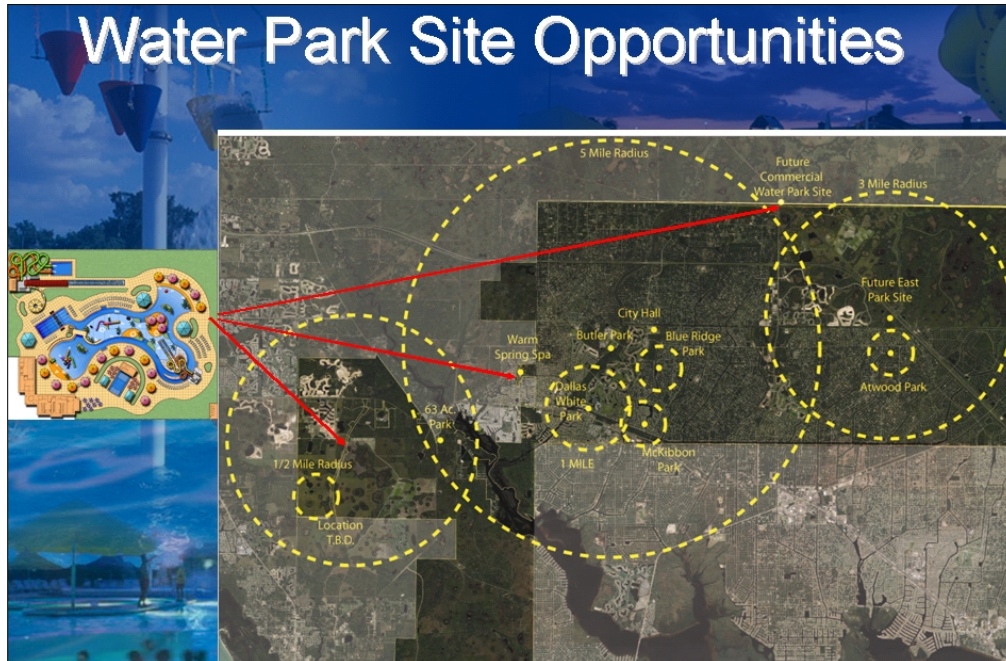 Water Park Site Opportunities
5 Mile Radius
Future
Commercial
Water Park Site
3 Mile Radius
Future East
Park Site
City Hall
Butler Park
Blue Ridge
Park
Warm
Spring Spa
Dallas
White
Park
Atwood Park
63 Ac.
Park
1/2 Mile Radius
1 MILE
McKibbon
Park
Location
T.B.D.